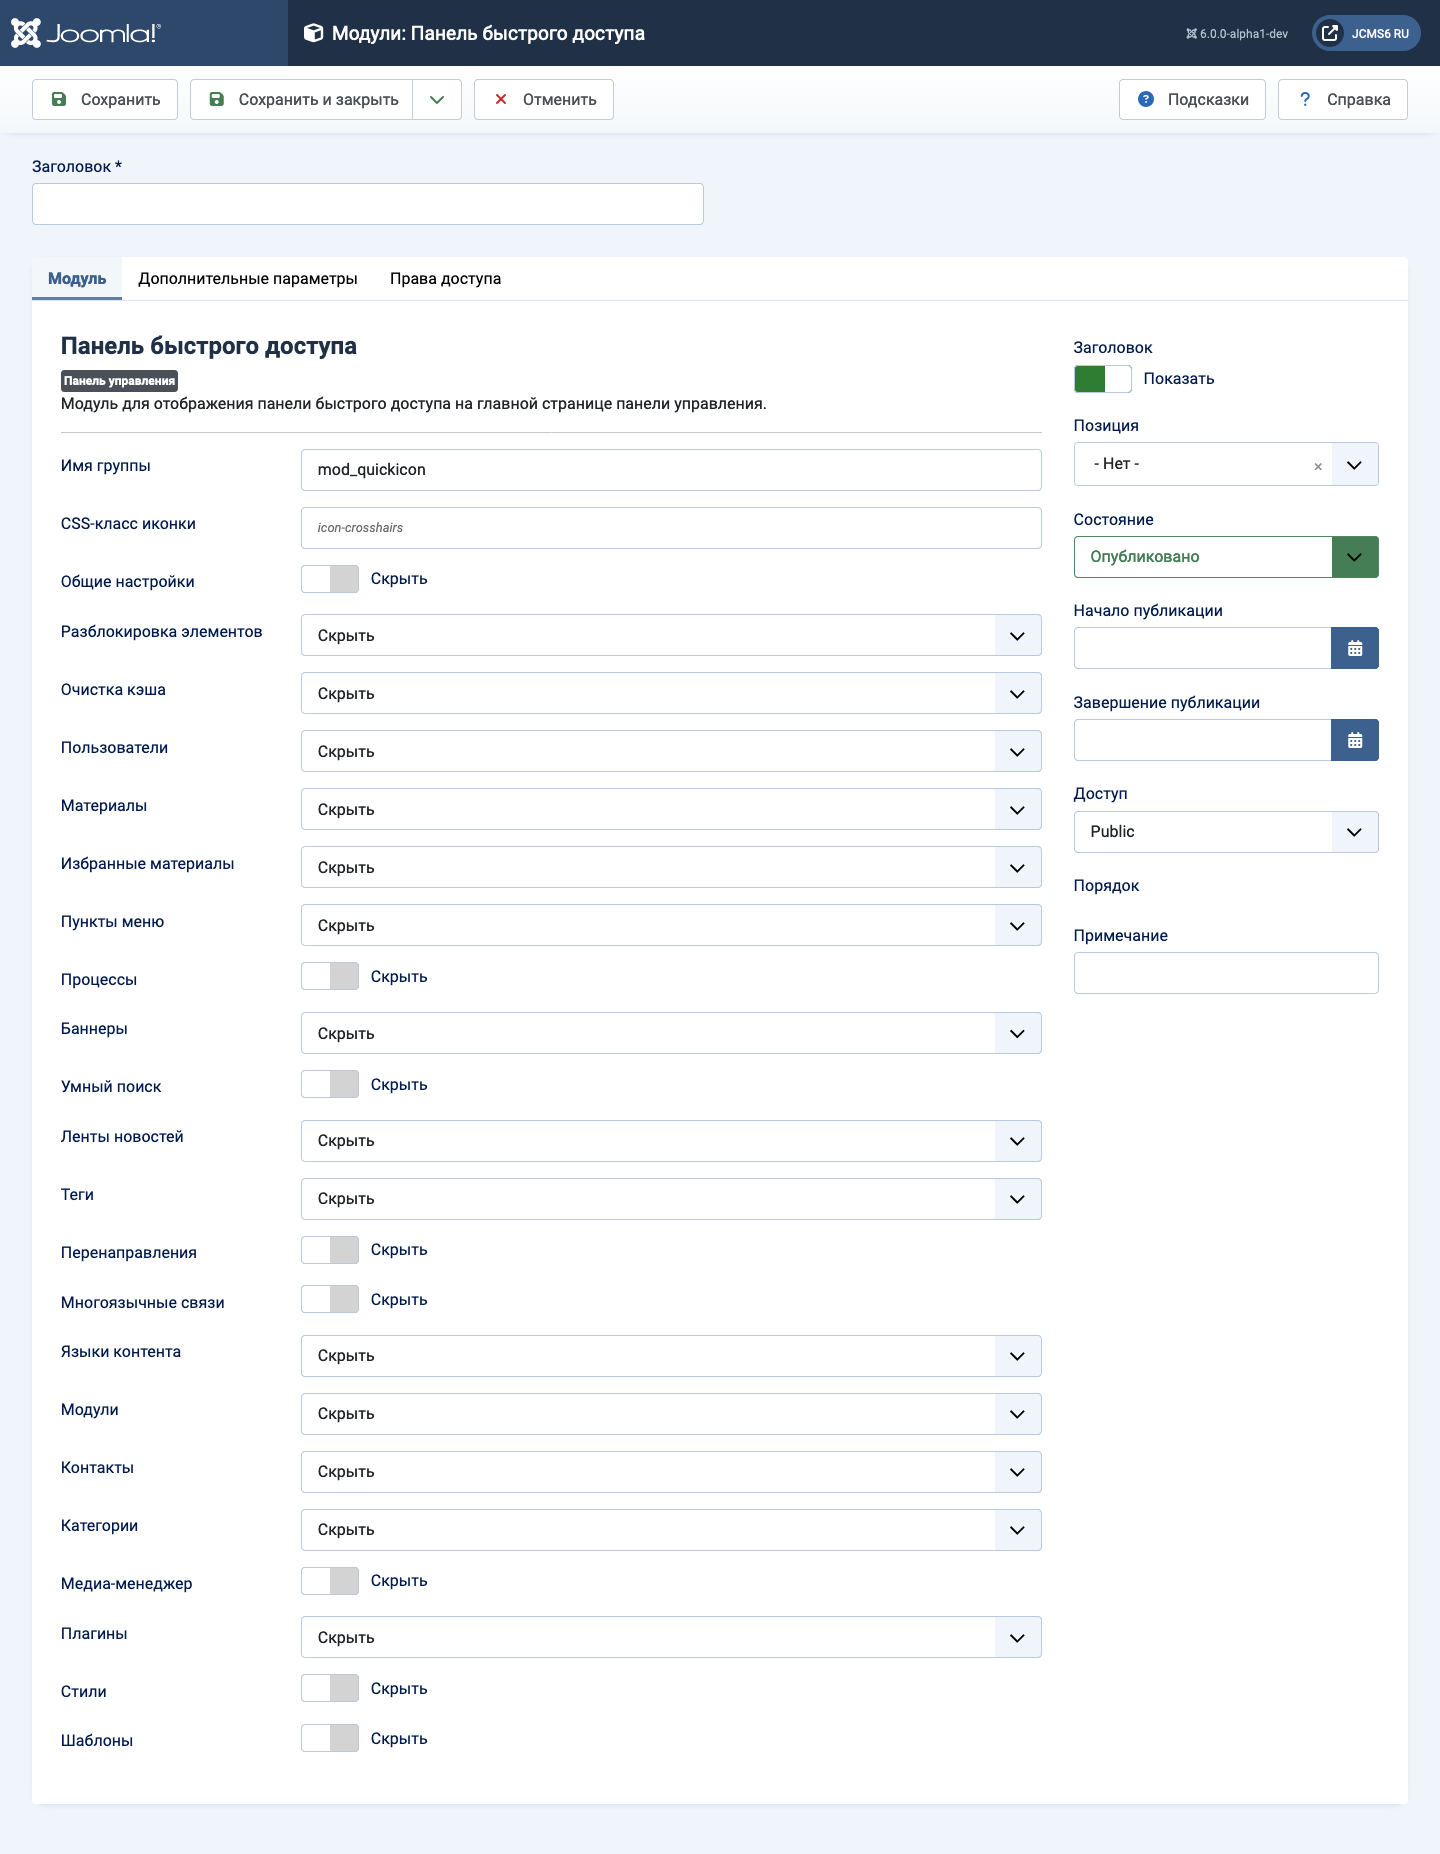 Joomla!®
Модули: Панель быстрого доступа
6.0.0-alpha1-dev
JCMS6 RU
Сохранить
Сохранить и закрыть
Отменить
Подсказки
Справка
Заголовок *
Модуль
Дополнительные параметры
Права доступа
Панель быстрого доступа
Панель управления
Модуль для отображения панели быстрого доступа на главной странице панели управления.
Имя группы
mod_quickicon
CSS-класс иконки
icon-crosshairs
Общие настройки
Скрыть
Разблокировка элементов
Скрыть
Очистка кэша
Скрыть
Пользователи
Скрыть
Материалы
Скрыть
Избранные материалы
Скрыть
Пункты меню
Скрыть
Процессы
Скрыть
Баннеры
Скрыть
Умный поиск
Скрыть
Ленты новостей
Скрыть
Теги
Скрыть
Перенаправления
Скрыть
Многоязычные связи
Скрыть
Языки контента
Скрыть
Модули
Скрыть
Контакты
Скрыть
Категории
Скрыть
Медиа-менеджер
Скрыть
Плагины
Скрыть
Стили
Скрыть
Шаблоны
Скрыть
Заголовок
Показать
Позиция
- Нет -
Состояние
Опубликовано
Начало публикации
Завершение публикации
Доступ
Public
Порядок
Примечание